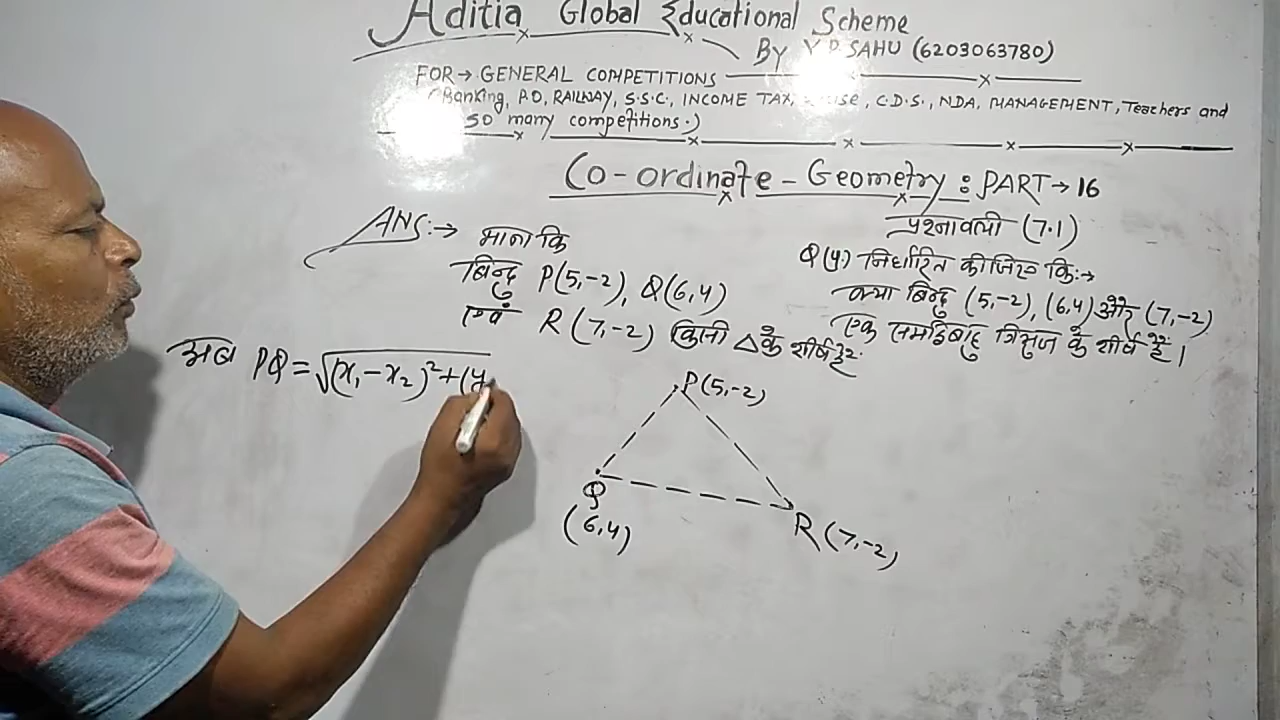 Aditia Global Educational Scheme
By Y.P. SAHU (6203063780)
FOR→ GENERAL COMPETITIONS
(Banking, P.O, RAILWAY, S.S.C., INCOME TAX, C.D.S., NDA, MANAGEMENT, Teachers and
so many competitions.)
Co-ordinate-Geometry: PART→16
प्रश्नावली (7.1)
Q(4.) निर्धारित कीजिए कि:→
क्या बिन्दु (5,-2), (6,4) और (7,-2)
एक समद्विबाहु त्रिभुज के शीर्ष हैं।
ANS:→ माना कि
बिन्दु P(5,-2), Q(6,4)
एवं R(7,-2) किसी △के शीर्ष हैं
अब PQ=√(x₁-x₂)²+(y
P(5,-2)
Q
(6,4)
R(7,-2)